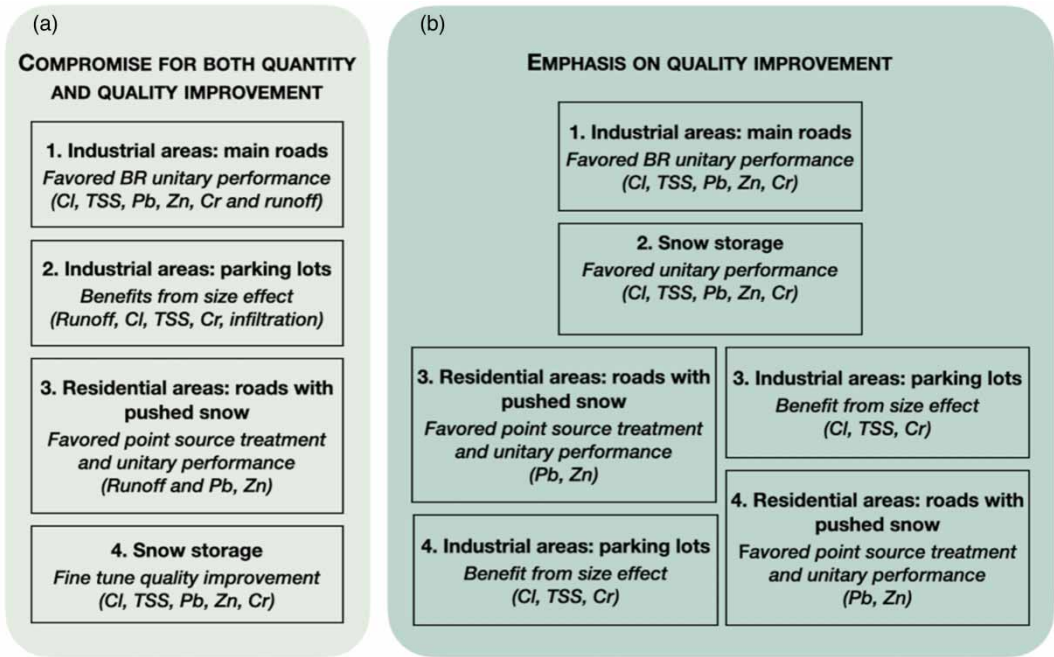 (a)
COMPROMISE FOR BOTH QUANTITY
AND QUALITY IMPROVEMENT
1. Industrial areas: main roads
Favored BR unitary performance
(Cl, TSS, Pb, Zn, Cr and runoff)
2. Industrial areas: parking lots
Benefits from size effect
(Runoff, Cl, TSS, Cr, infiltration)
3. Residential areas: roads with
pushed snow
Favored point source treatment
and unitary performance
(Runoff and Pb, Zn)
4. Snow storage
Fine tune quality improvement
(Cl, TSS, Pb, Zn, Cr)
(b)
EMPHASIS ON QUALITY IMPROVEMENT
1. Industrial areas: main roads
Favored BR unitary performance
(Cl, TSS, Pb, Zn, Cr)
2. Snow storage
Favored unitary performance
(Cl, TSS, Pb, Zn, Cr)
3. Residential areas: roads with
pushed snow
Favored point source treatment
and unitary performance
(Pb, Zn)
4. Industrial areas: parking lots
Benefit from size effect
(Cl, TSS, Cr)
3. Industrial areas: parking lots
Benefit from size effect
(Cl, TSS, Cr)
4. Residential areas: roads with
pushed snow
Favored point source treatment
and unitary performance
(Pb, Zn)